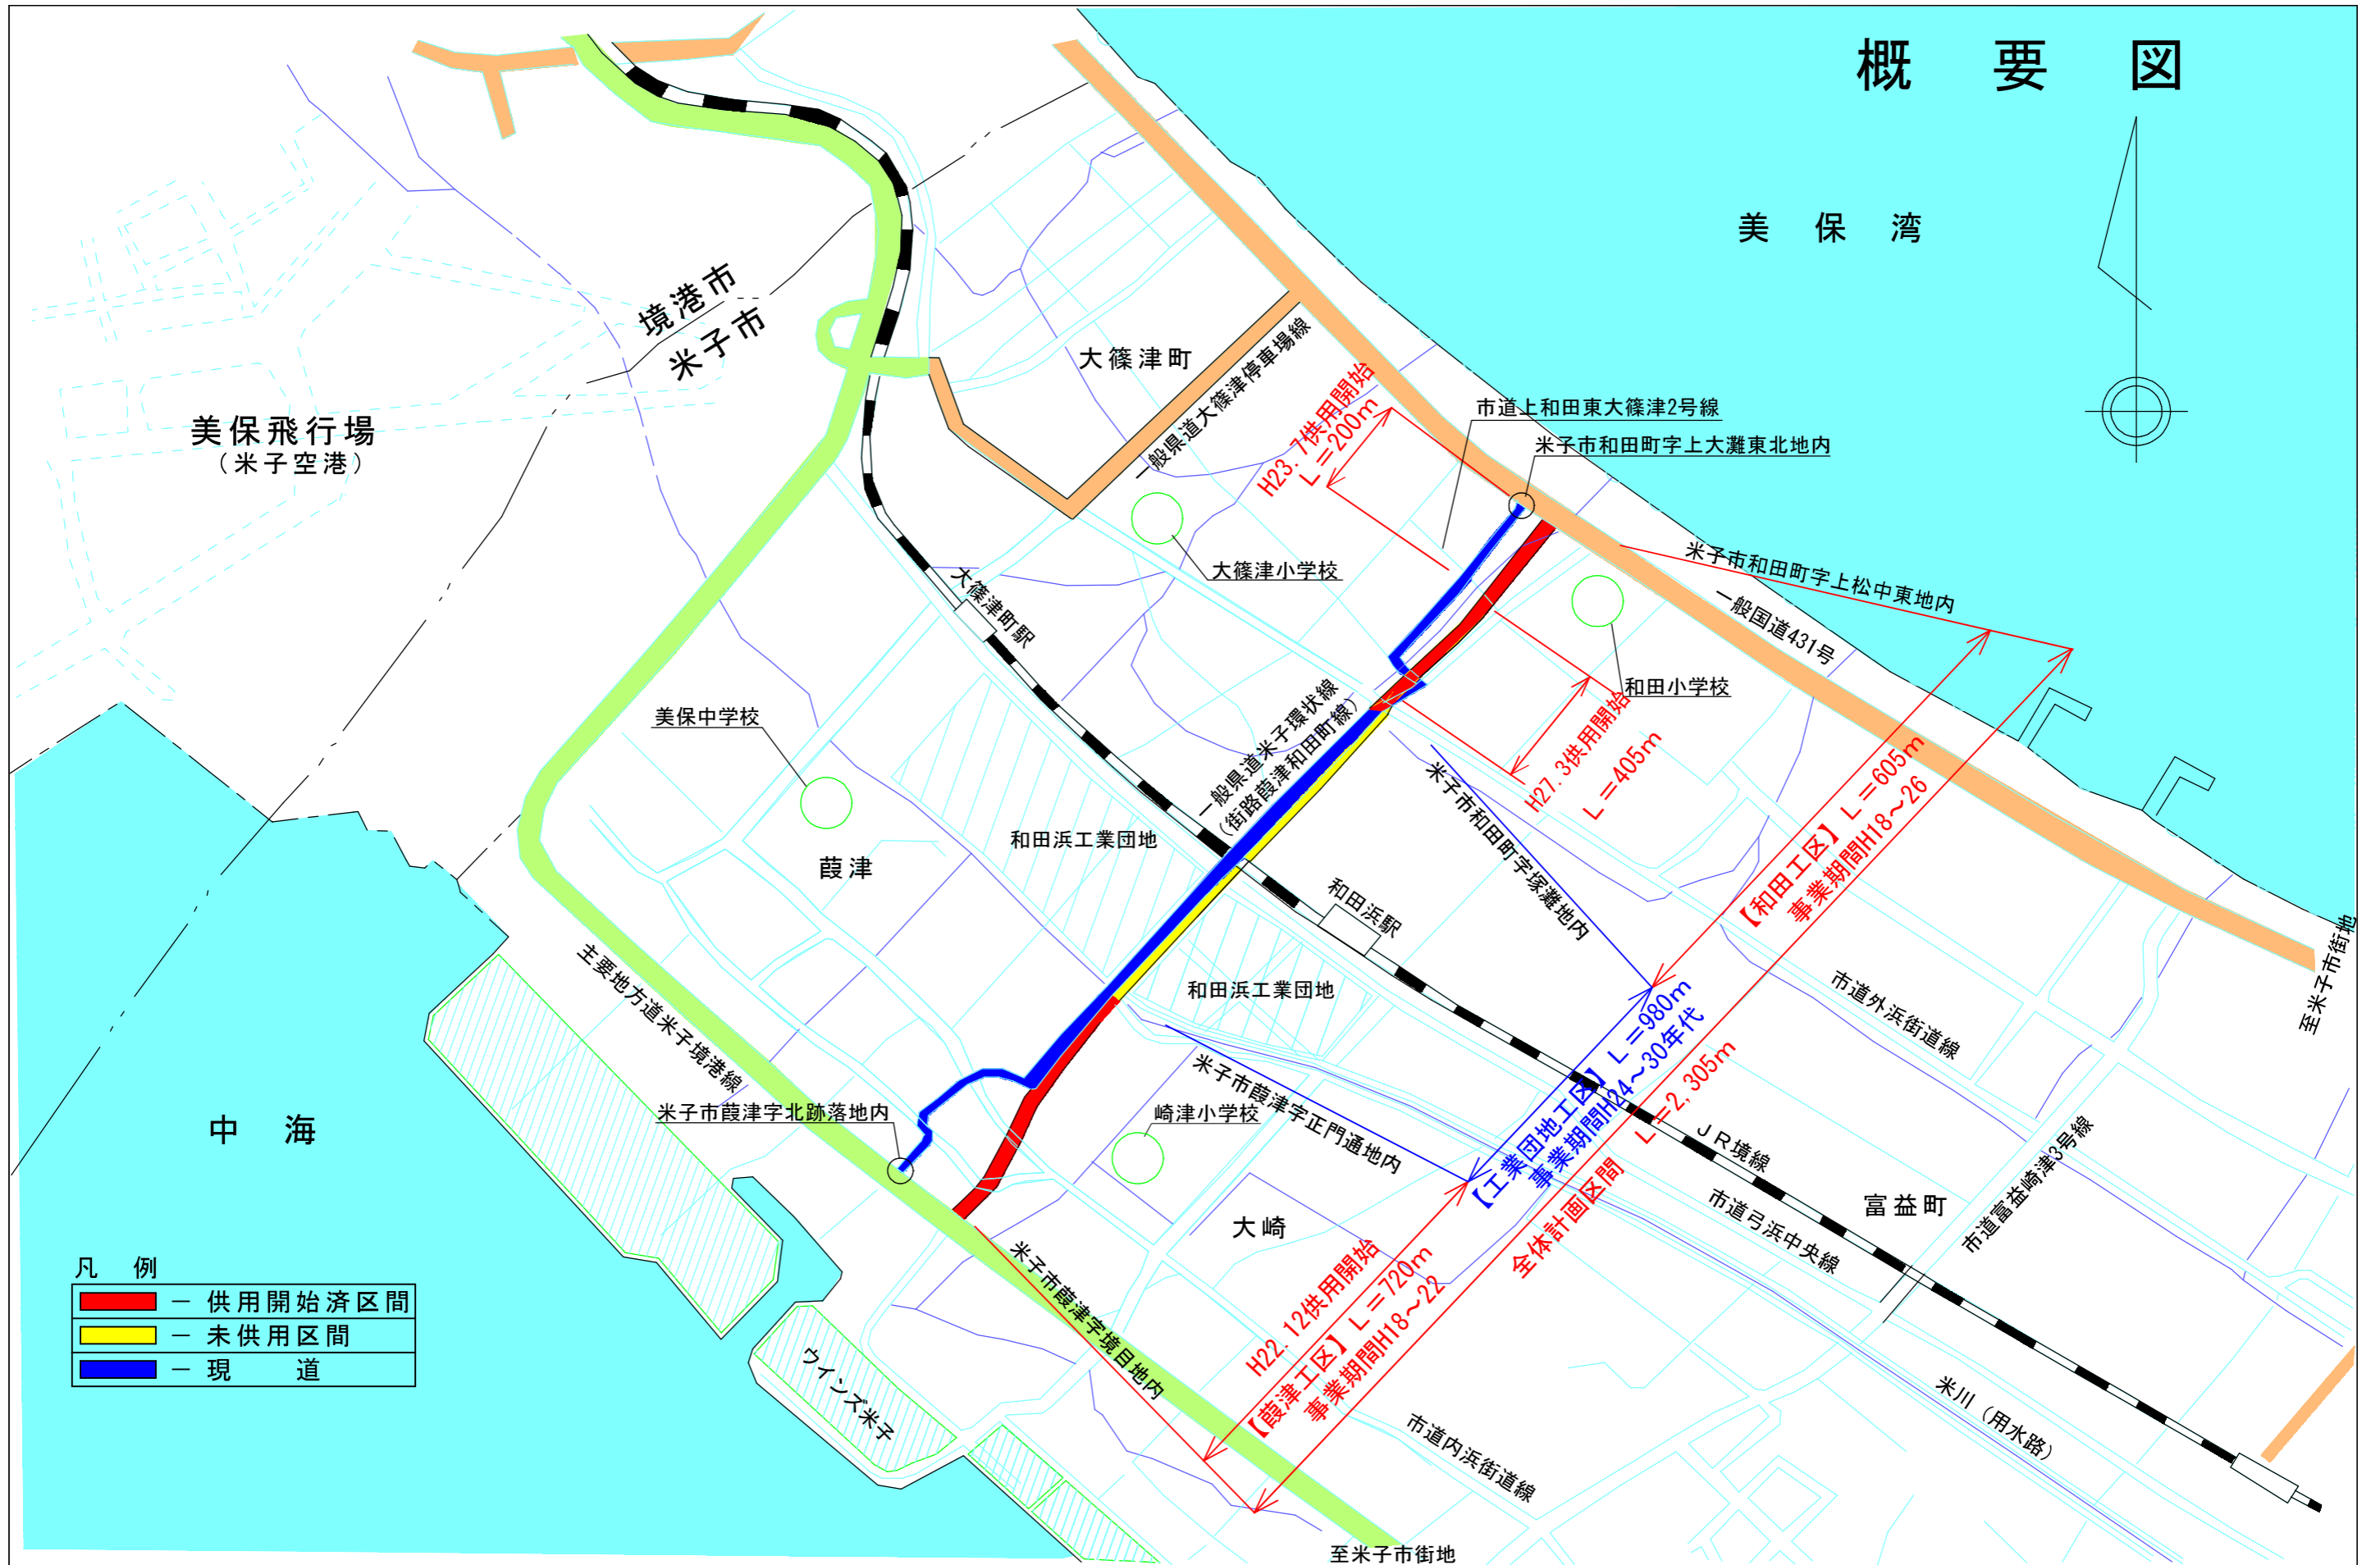 概 要 図
美 保 湾
境港市
米子市
大篠津町
一般県道大篠津停車場線
H23.7供用開始
L=200m
市道上和田東大篠津2号線
米子市和田町字上大灘東北地内
美保飛行場
(米子空港)
大篠津小学校
米子市和田町字上松中東地内
一般国道431号
大篠津町駅
和田小学校
美保中学校
一般県道米子環状線
(街路葭津和田町線)
H27.3供用開始
L=405m
米子市和田町字塚灘地内
【和田工区】L=605m
事業期間H18~26
和田浜工業団地
葭津
和田浜駅
至米子市街地
主要地方道米子境港線
和田浜工業団地
市道外浜街道線
【工業団地工区】L=980m
事業期間H24~30年代
米子市葭津字正門通地内
全体計画区間 L=2,305m
米子市葭津字北跡落地内
崎津小学校
JR境線
市道富益崎津3号線
中 海
富益町
大崎
市道弓浜中央線
米子市葭津字境目地内
H22.12供用開始
【葭津工区】L=720m
事業期間H18~22
凡 例
― 供用開始済区間
― 未供用区間
― 現 道
ウインズ米子
米川(用水路)
市道内浜街道線
至米子市街地